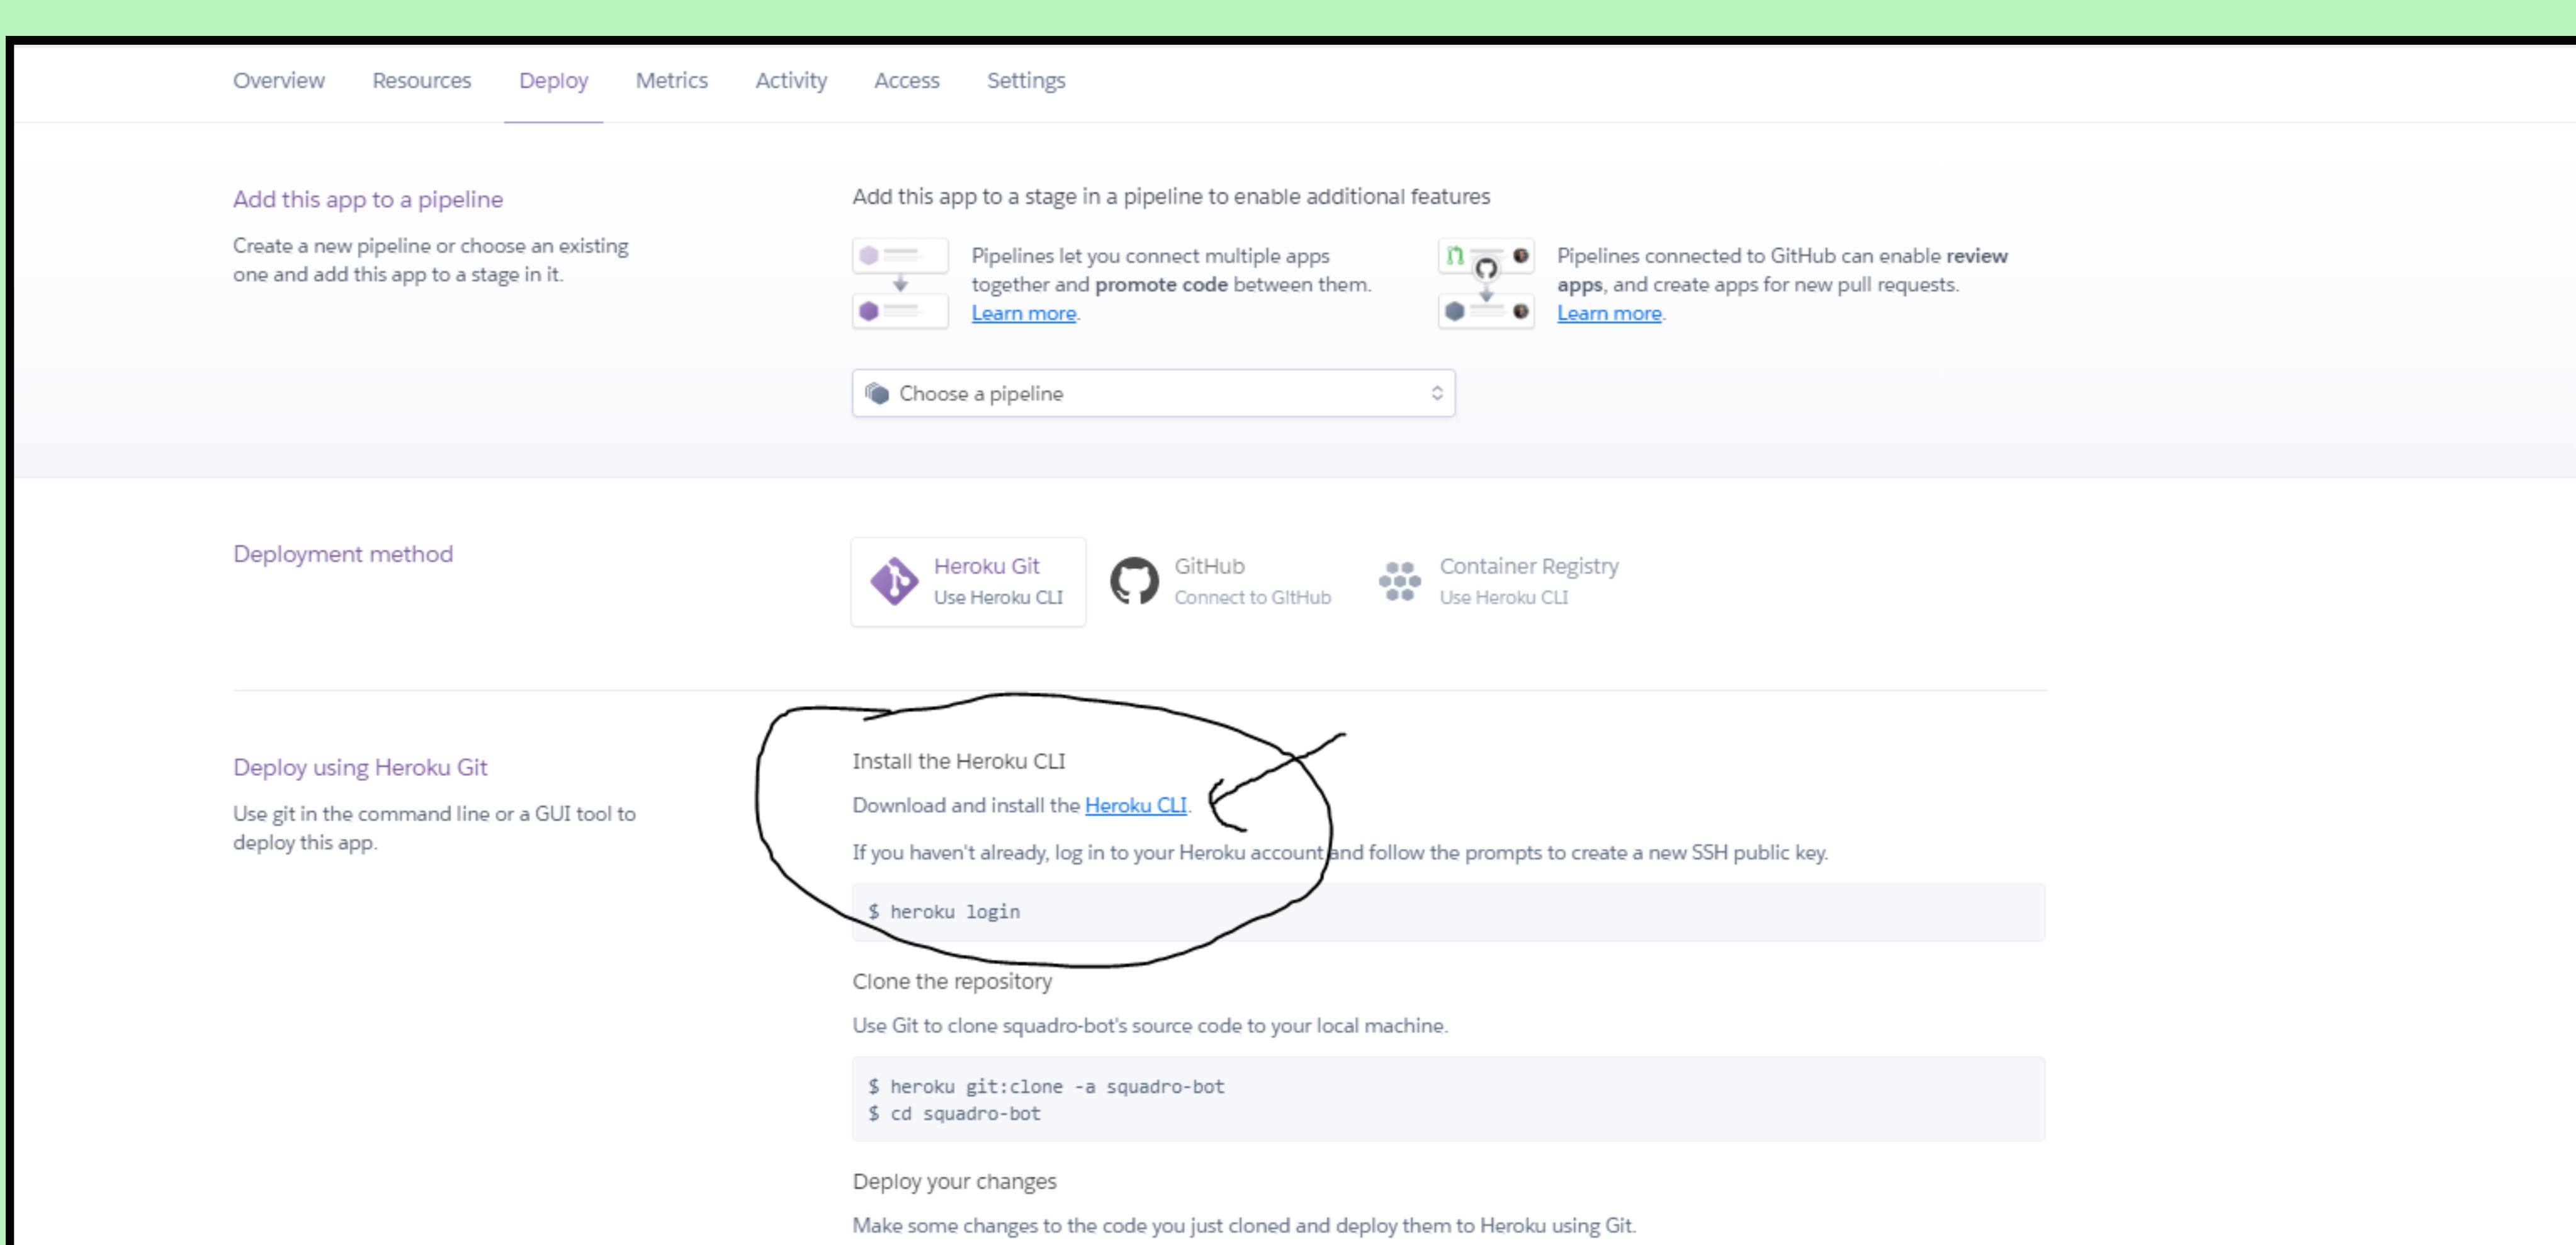 Overview Resources Deploy Metrics Activity Access Settings
Add this app to a pipeline
Create a new pipeline or choose an existing
one and add this app to a stage in it.
Add this app to a stage in a pipeline to enable additional features
Pipelines let you connect multiple apps
together and promote code between them.
Learn more.
Pipelines connected to GitHub can enable review
apps, and create apps for new pull requests.
Learn more.
Choose a pipeline
Deployment method
Heroku Git
Use Heroku CLI
GitHub
Connect to GitHub
Container Registry
Use Heroku CLI
Deploy using Heroku Git
Use git in the command line or a GUI tool to
deploy this app.
Install the Heroku CLI
Download and install the Heroku CLI.
If you haven't already, log in to your Heroku account and follow the prompts to create a new SSH public key.
$ heroku login
Clone the repository
Use Git to clone squadro-bot's source code to your local machine.
$ heroku git:clone -a squadro-bot
$ cd squadro-bot
Deploy your changes
Make some changes to the code you just cloned and deploy them to Heroku using Git.